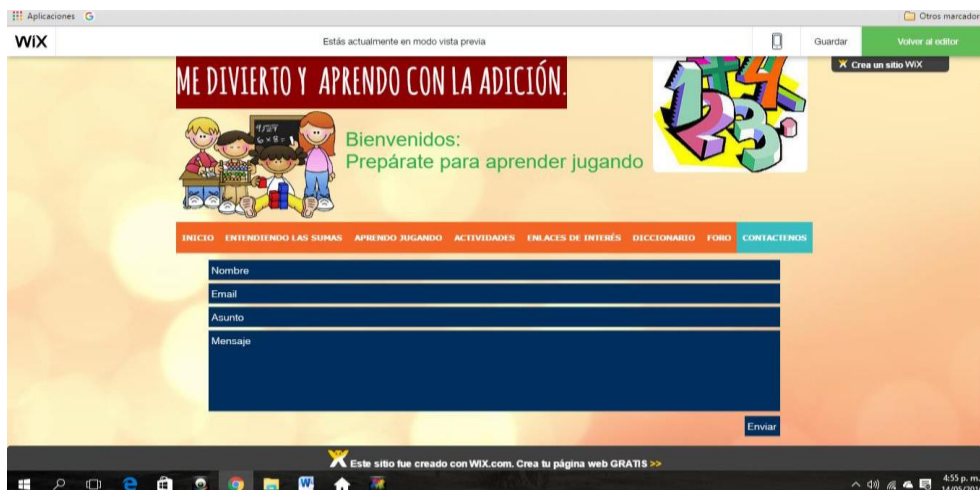 Aplicaciones G Otros marcador
WiX Estás actualmente en modo vista previa Guardar Volver al editor
Crea un sitio WiX
ME DIVIERTO Y APRENDO CON LA ADICIÓN.
Bienvenidos:
Prepárate para aprender jugando
INICIO ENTENDIENDO LAS SUMAS APRENDO JUGANDO ACTIVIDADES ENLACES DE INTERÉS DICCIONARIO FORO CONTACTENOS
Nombre
Email
Asunto
Mensaje
Enviar
Este sitio fue creado con WIX.com. Crea tu página web GRATIS >>
4:55 p. m.